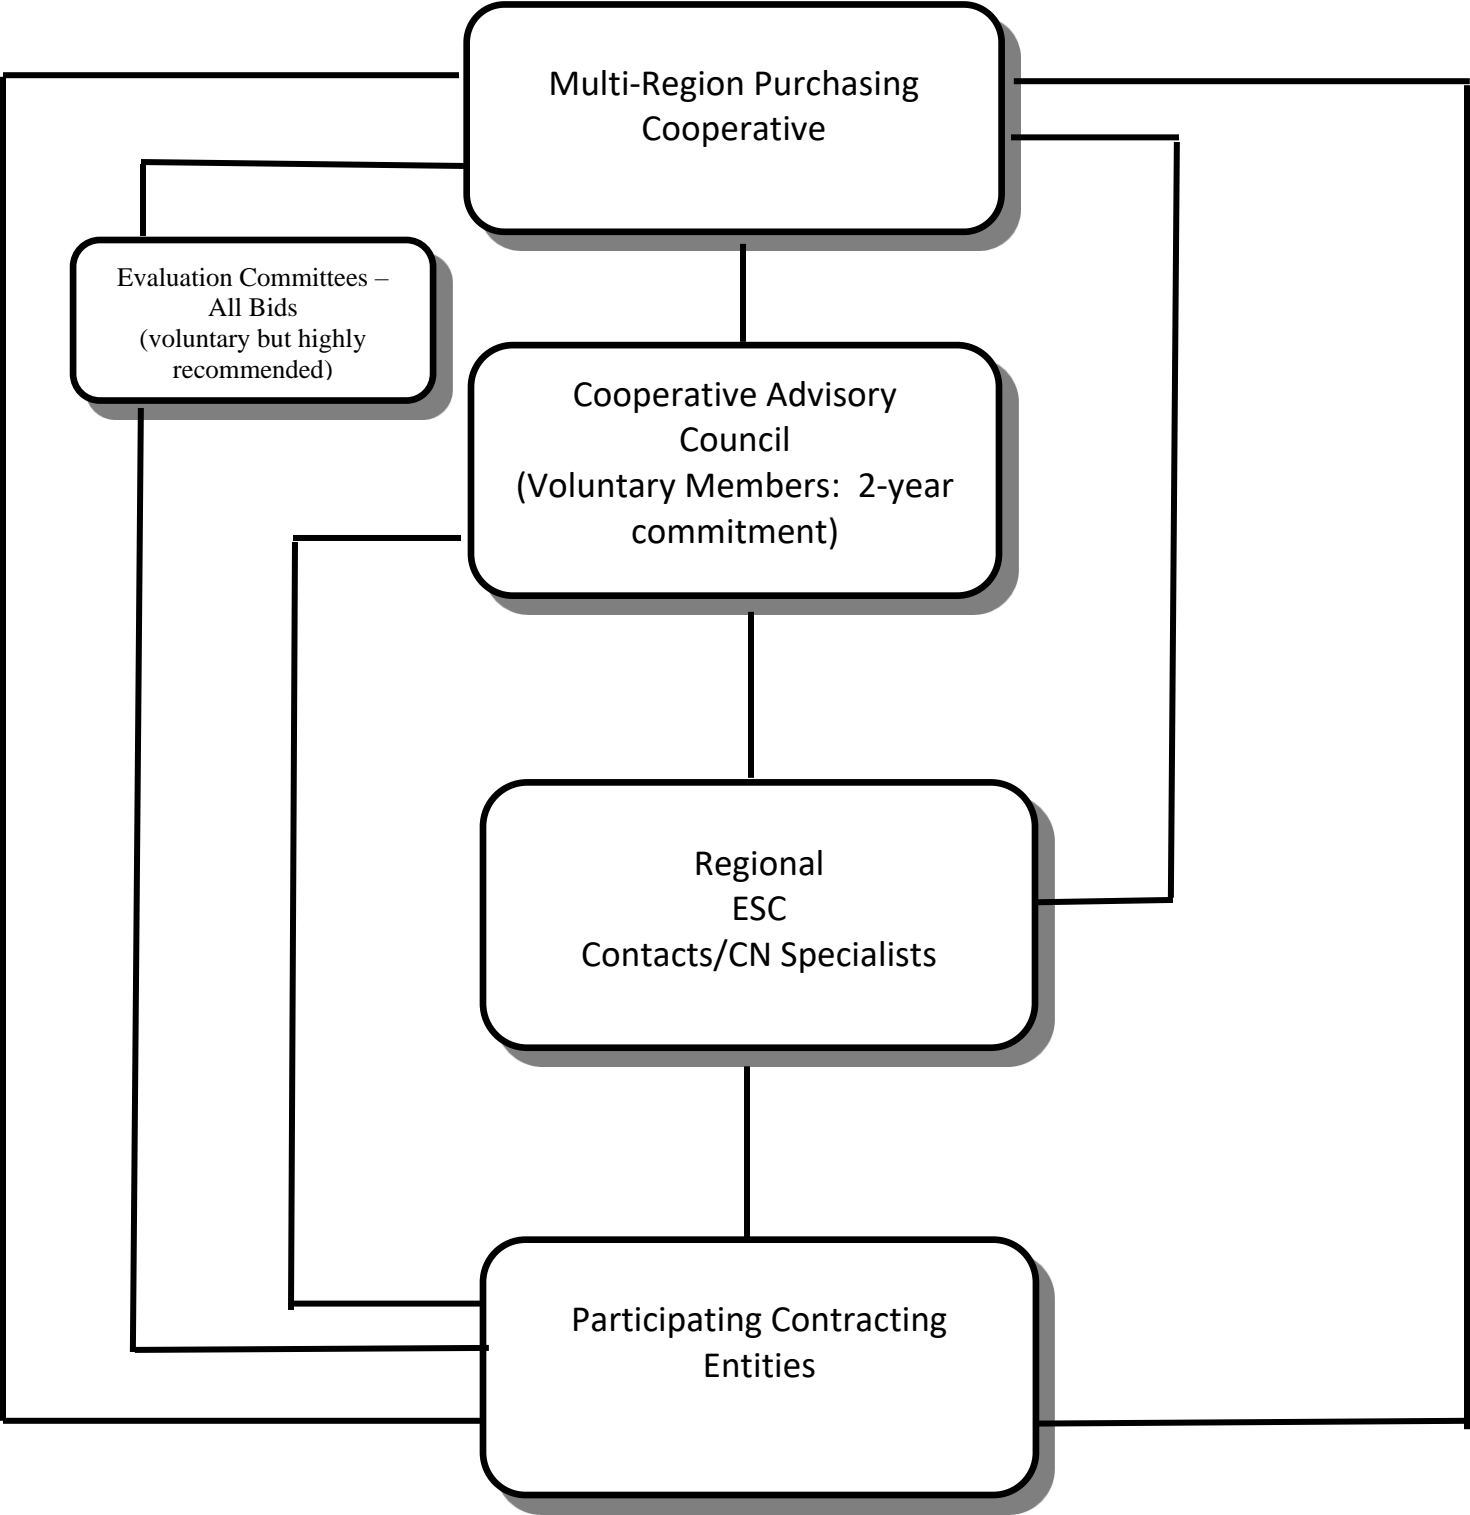 Multi-Region Purchasing
Cooperative
Evaluation Committees –
All Bids
(voluntary but highly
recommended)
Cooperative Advisory
Council
(Voluntary Members:  2-year
commitment)
Regional
ESC
Contacts/CN Specialists
Participating Contracting
Entities